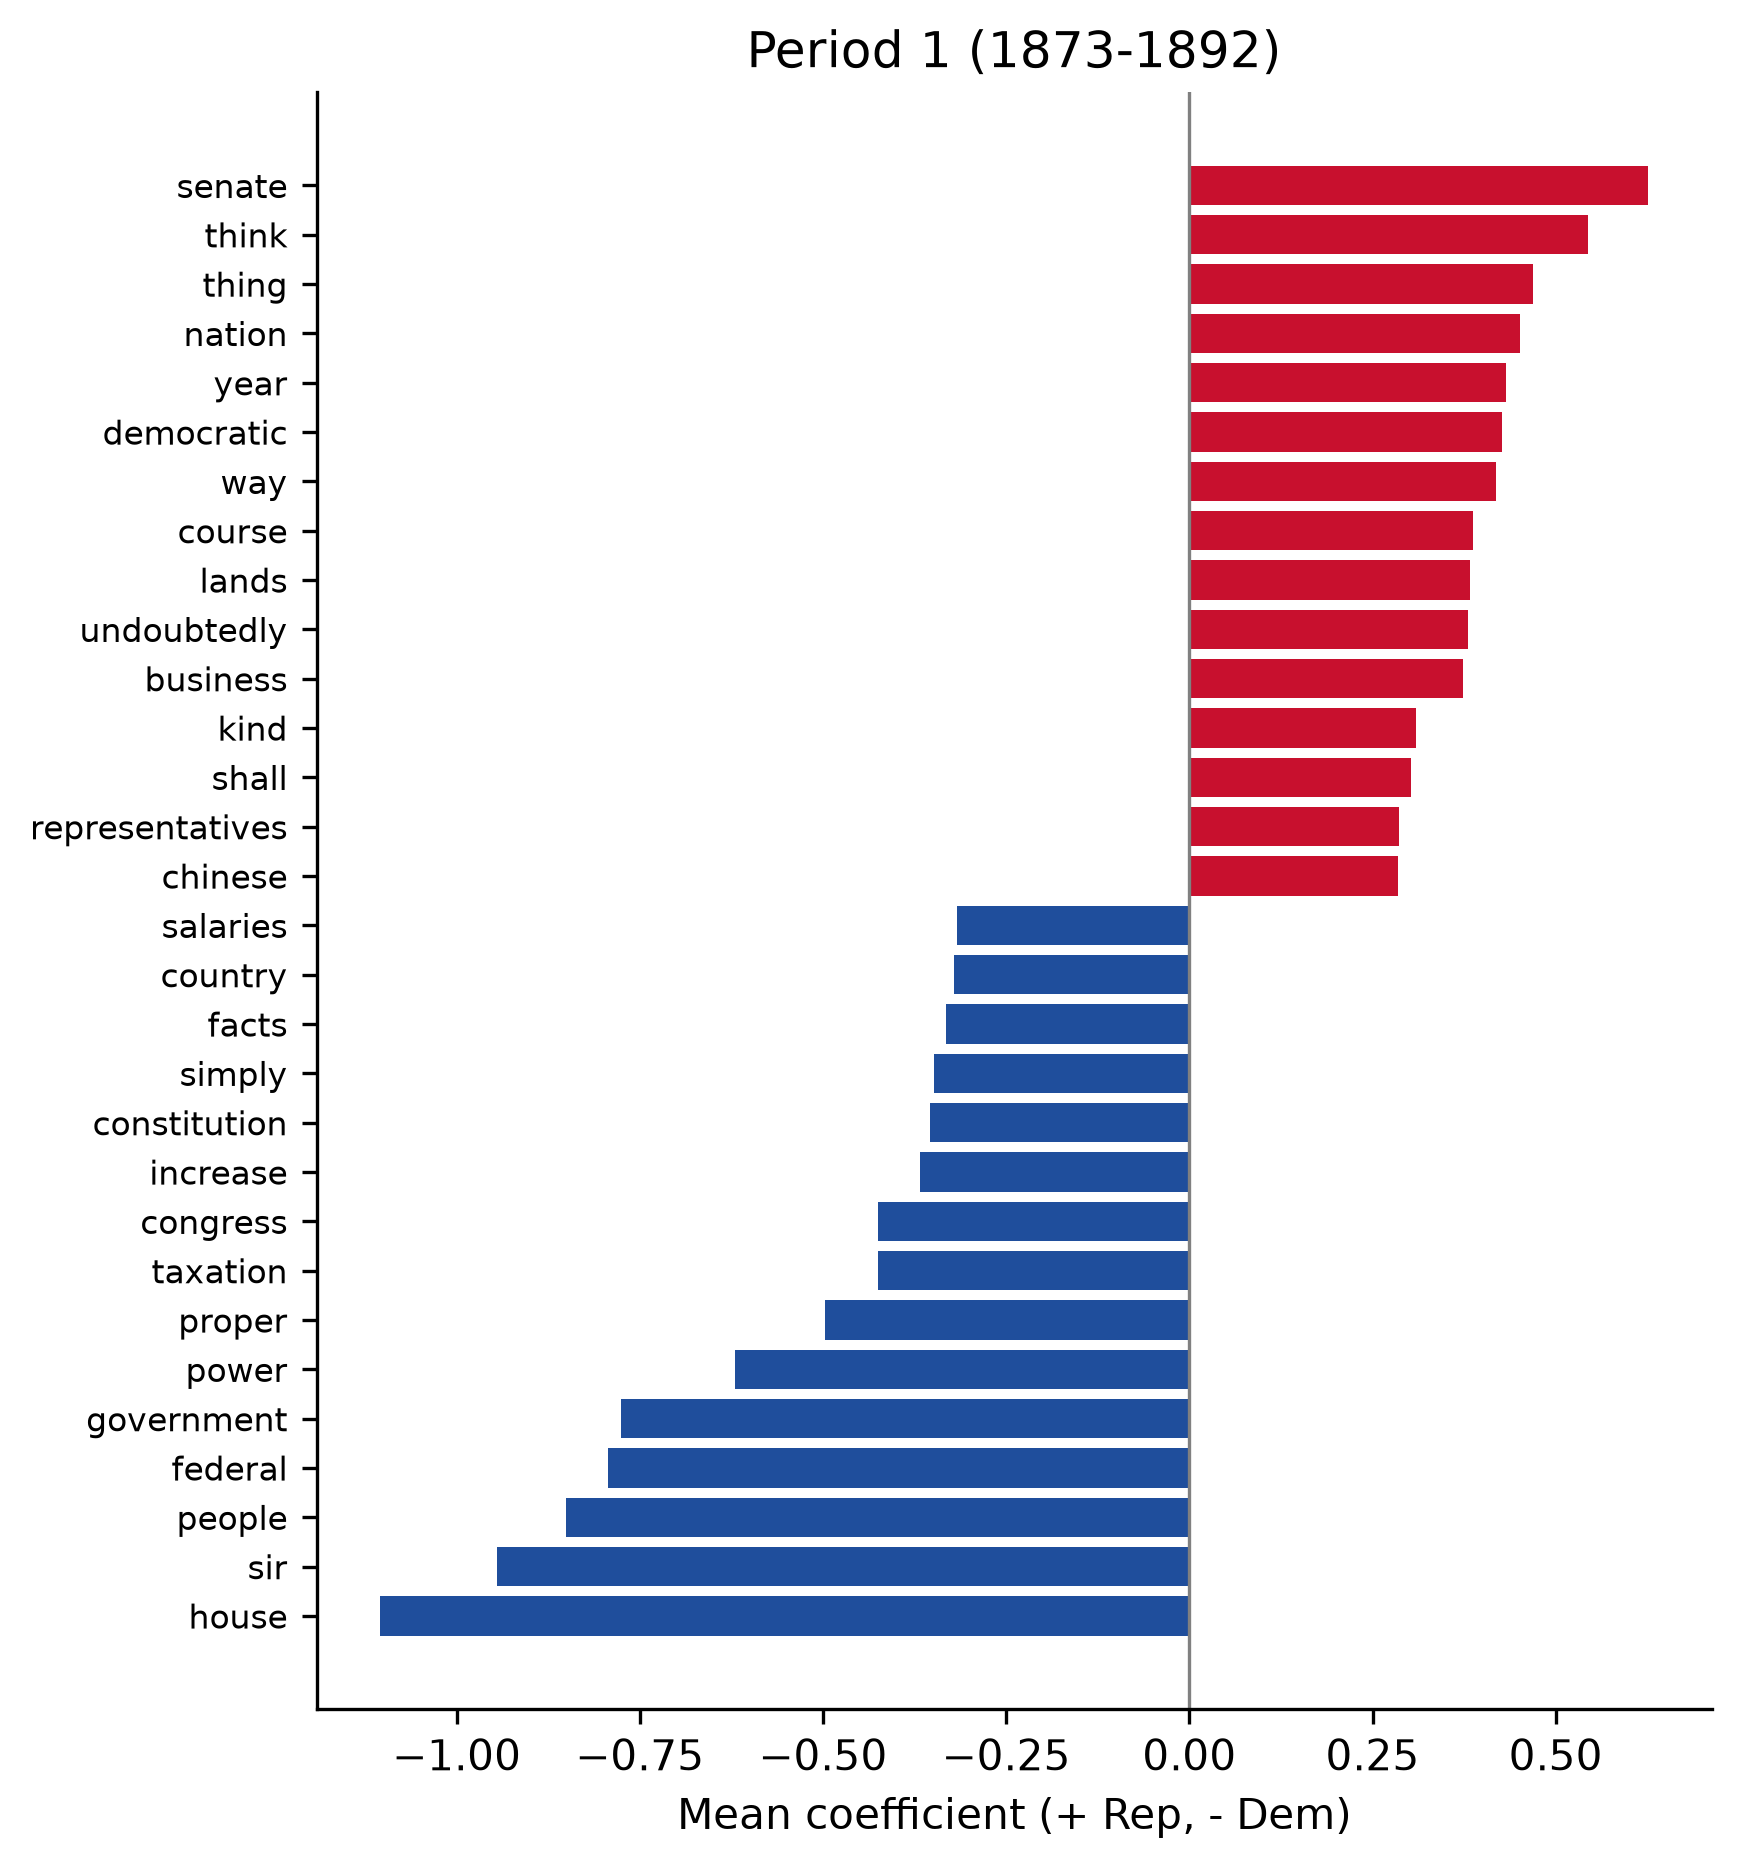 Period 1 (1873-1892)
senate
think
thing
nation
year
democratic
way
course
lands
undoubtedly
business
kind
shall
representatives
chinese
salaries
country
facts
simply
constitution
increase
congress
taxation
proper
power
government
federal
people
sir
house
−1.00 −0.75 −0.50 −0.25 0.00 0.25 0.50
Mean coefficient (+ Rep, - Dem)